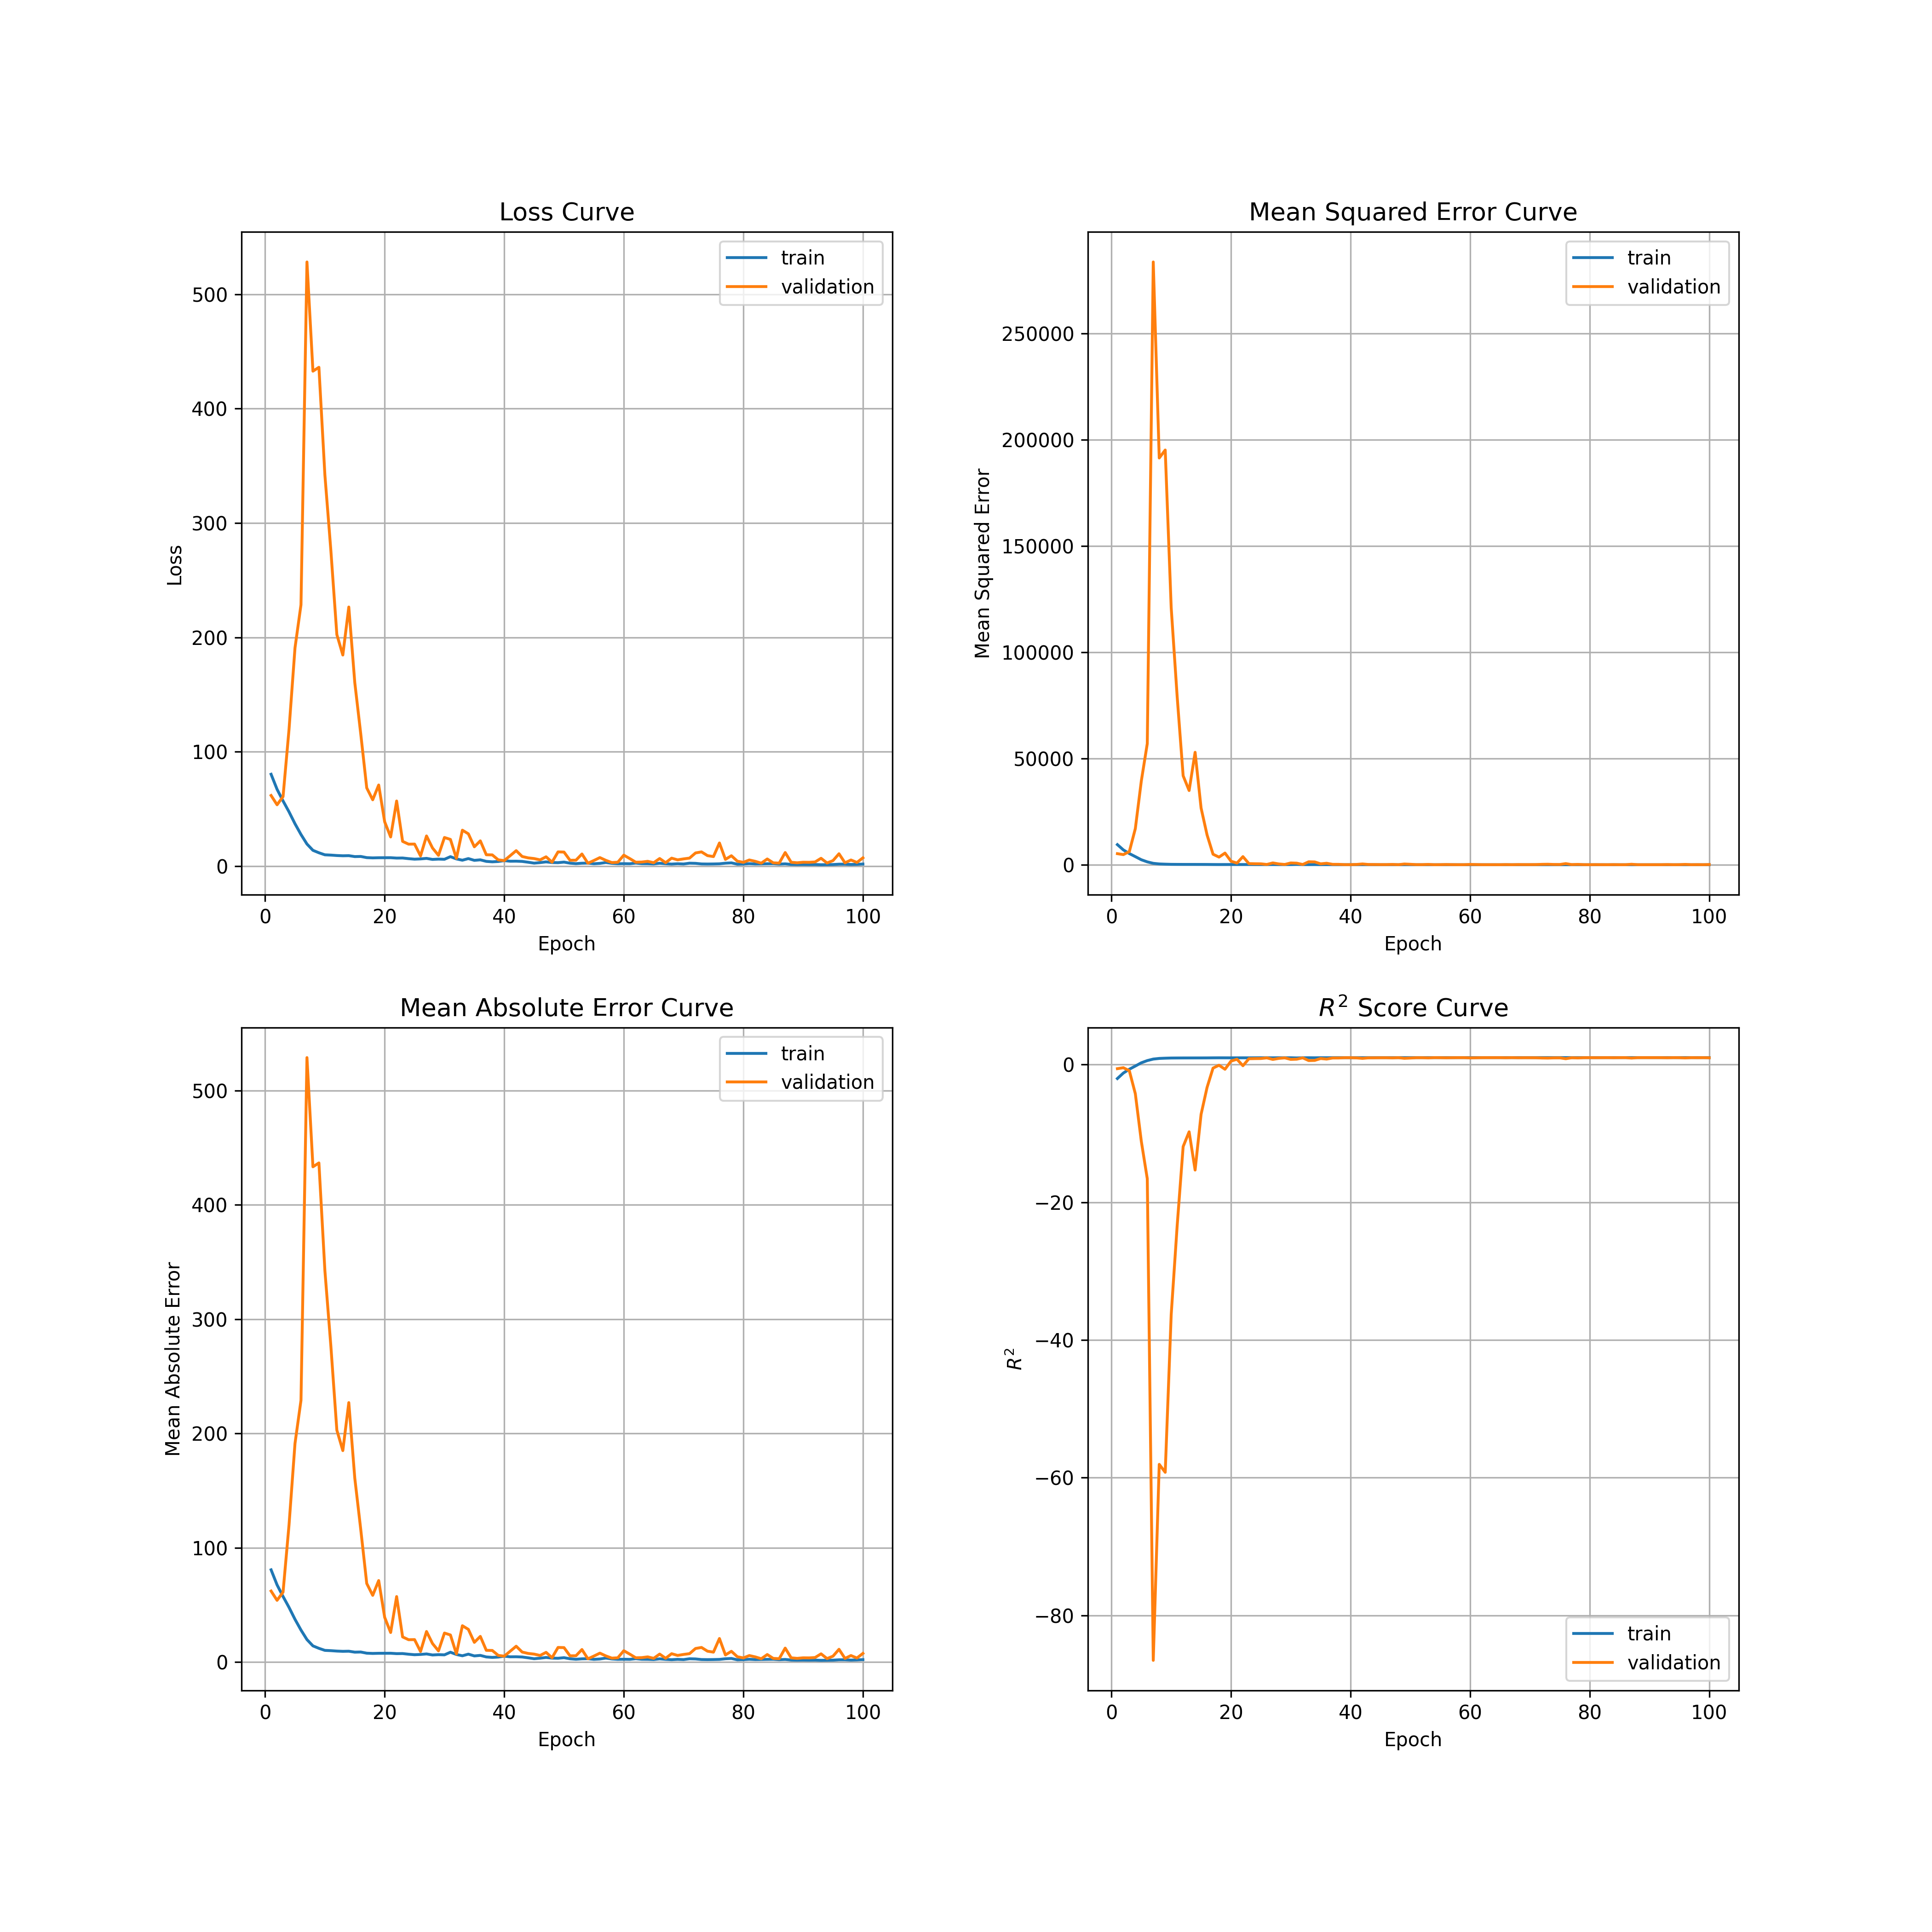 Loss Curve
train
validation
500
400
300
200
100
0
Loss
0 20 40 60 80 100
Epoch
Mean Squared Error Curve
train
validation
250000
200000
150000
100000
50000
0
Mean Squared Error
0 20 40 60 80 100
Epoch
Mean Absolute Error Curve
train
validation
500
400
300
200
100
0
Mean Absolute Error
0 20 40 60 80 100
Epoch
R² Score Curve
0
−20
−40
−60
−80
R²
train
validation
0 20 40 60 80 100
Epoch